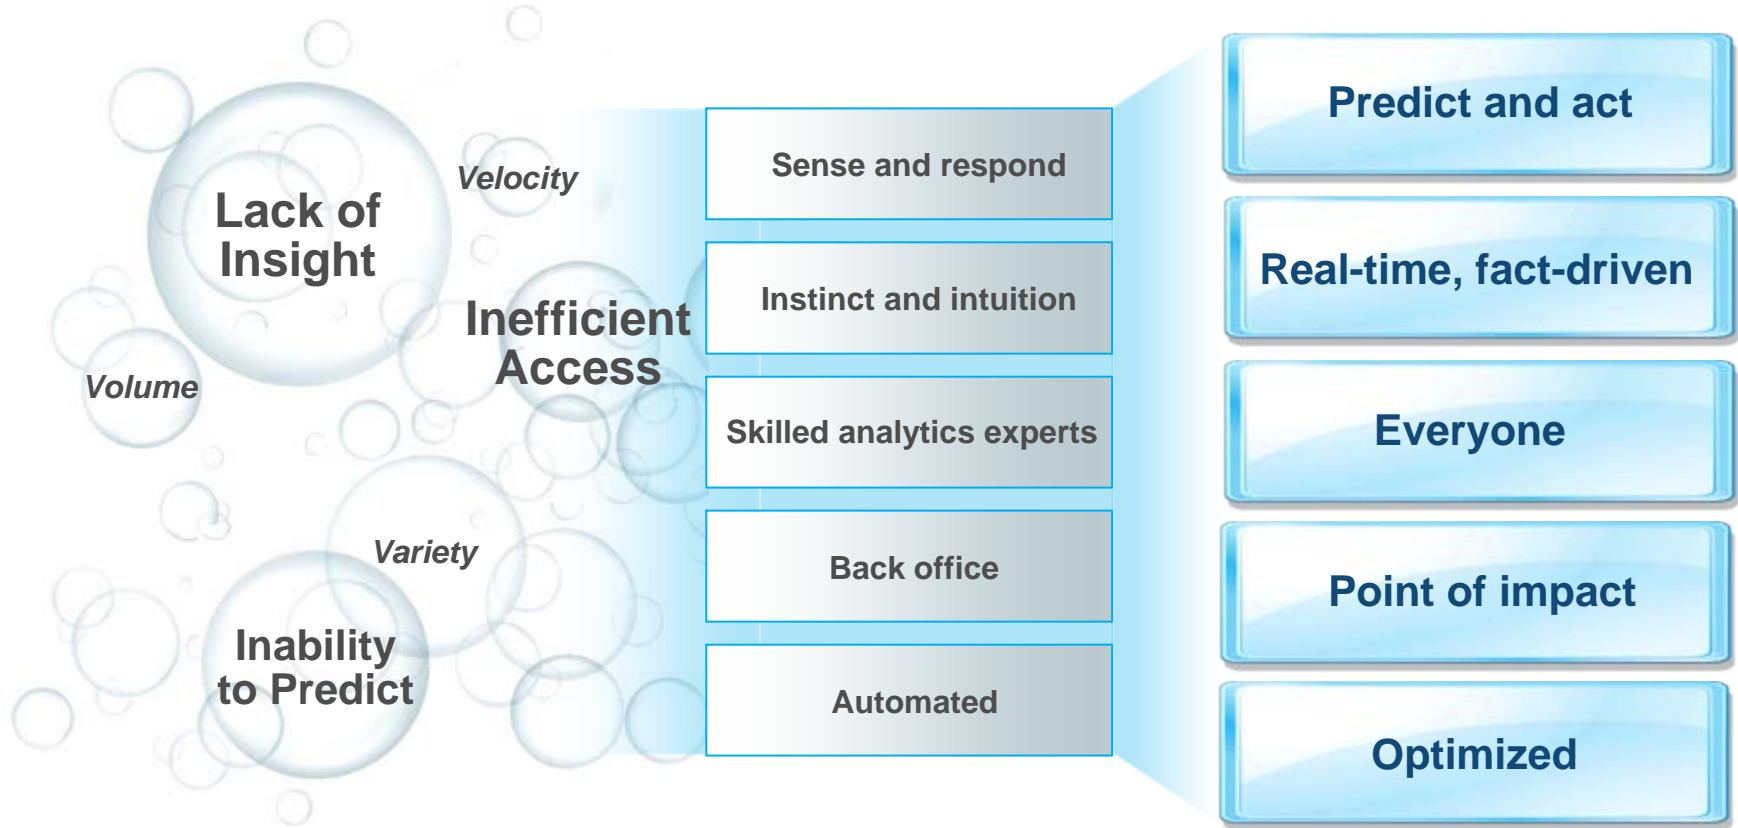 Lack of
Insight
Velocity
Inefficient
Access
Volume
Variety
Inability
to Predict
Sense and respond
Instinct and intuition
Skilled analytics experts
Back office
Automated
Predict and act
Real-time, fact-driven
Everyone
Point of impact
Optimized